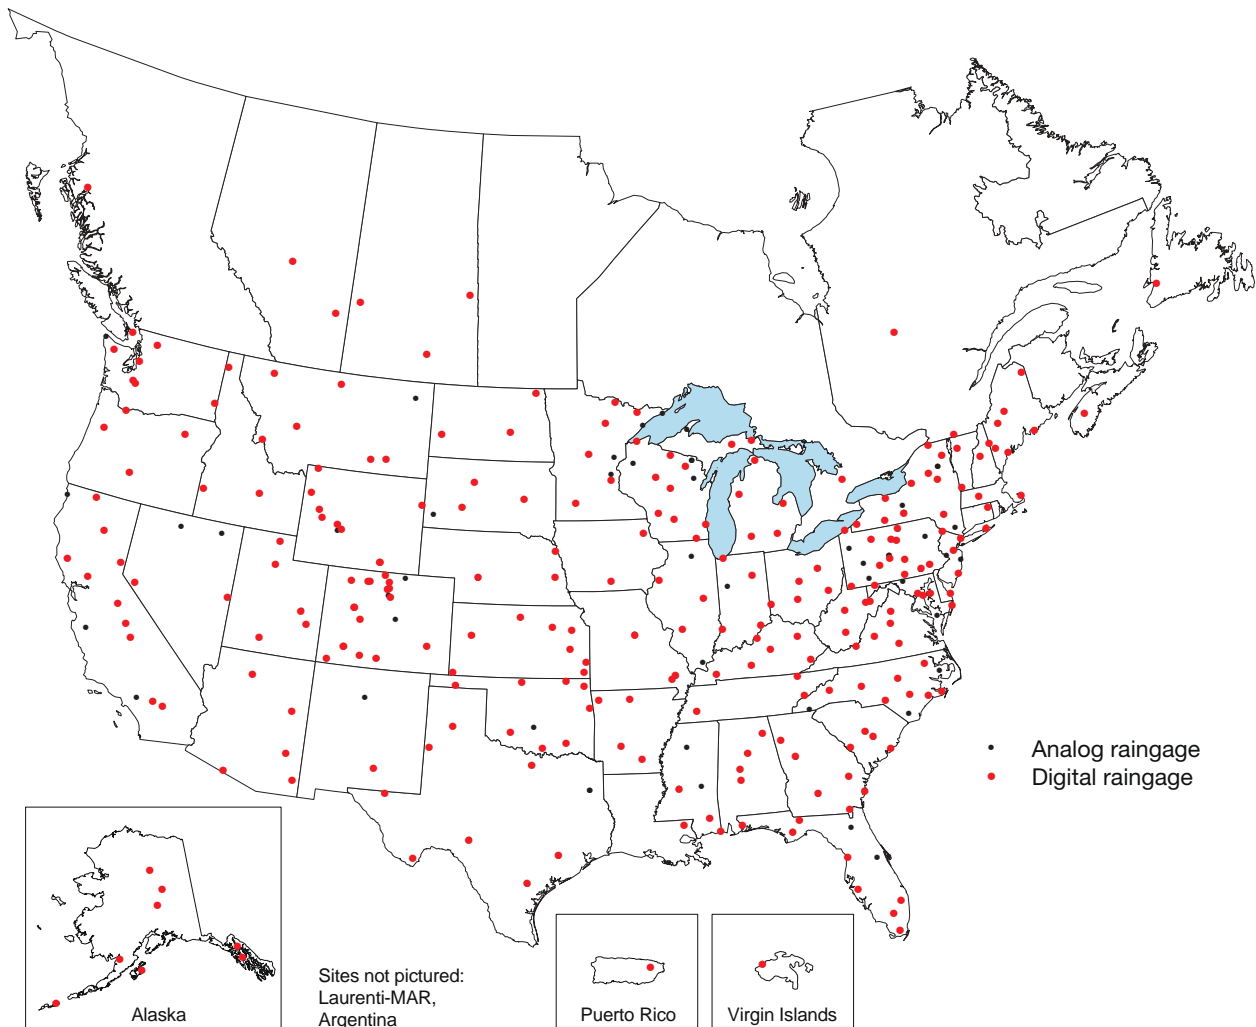 Analog raingage
Digital raingage
Sites not pictured:
Laurenti-MAR,
Argentina
Alaska
Puerto Rico
Virgin Islands